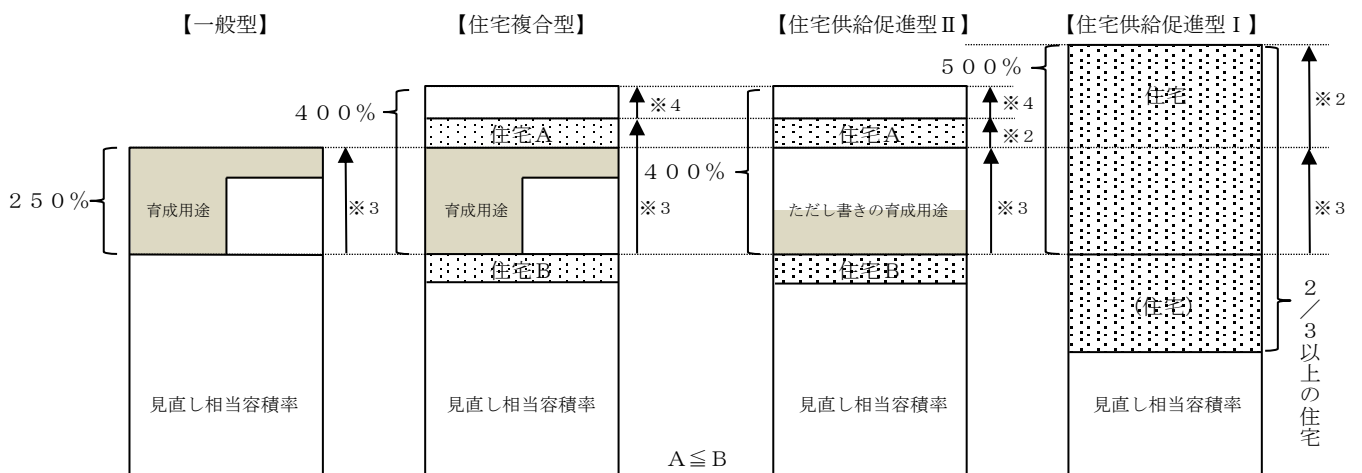 【一般型】
【住宅複合型】
【住宅供給促進型Ⅱ】
【住宅供給促進型Ⅰ】
250%
育成用途
※3
見直し相当容積率
400%
※4
住宅A
育成用途
※3
住宅B
見直し相当容積率
A≦B
400%
※4
住宅A
※2
ただし書きの育成用途
※3
住宅B
見直し相当容積率
500%
住宅
※2
※3
(住宅)
2/3以上の住宅
見直し相当容積率